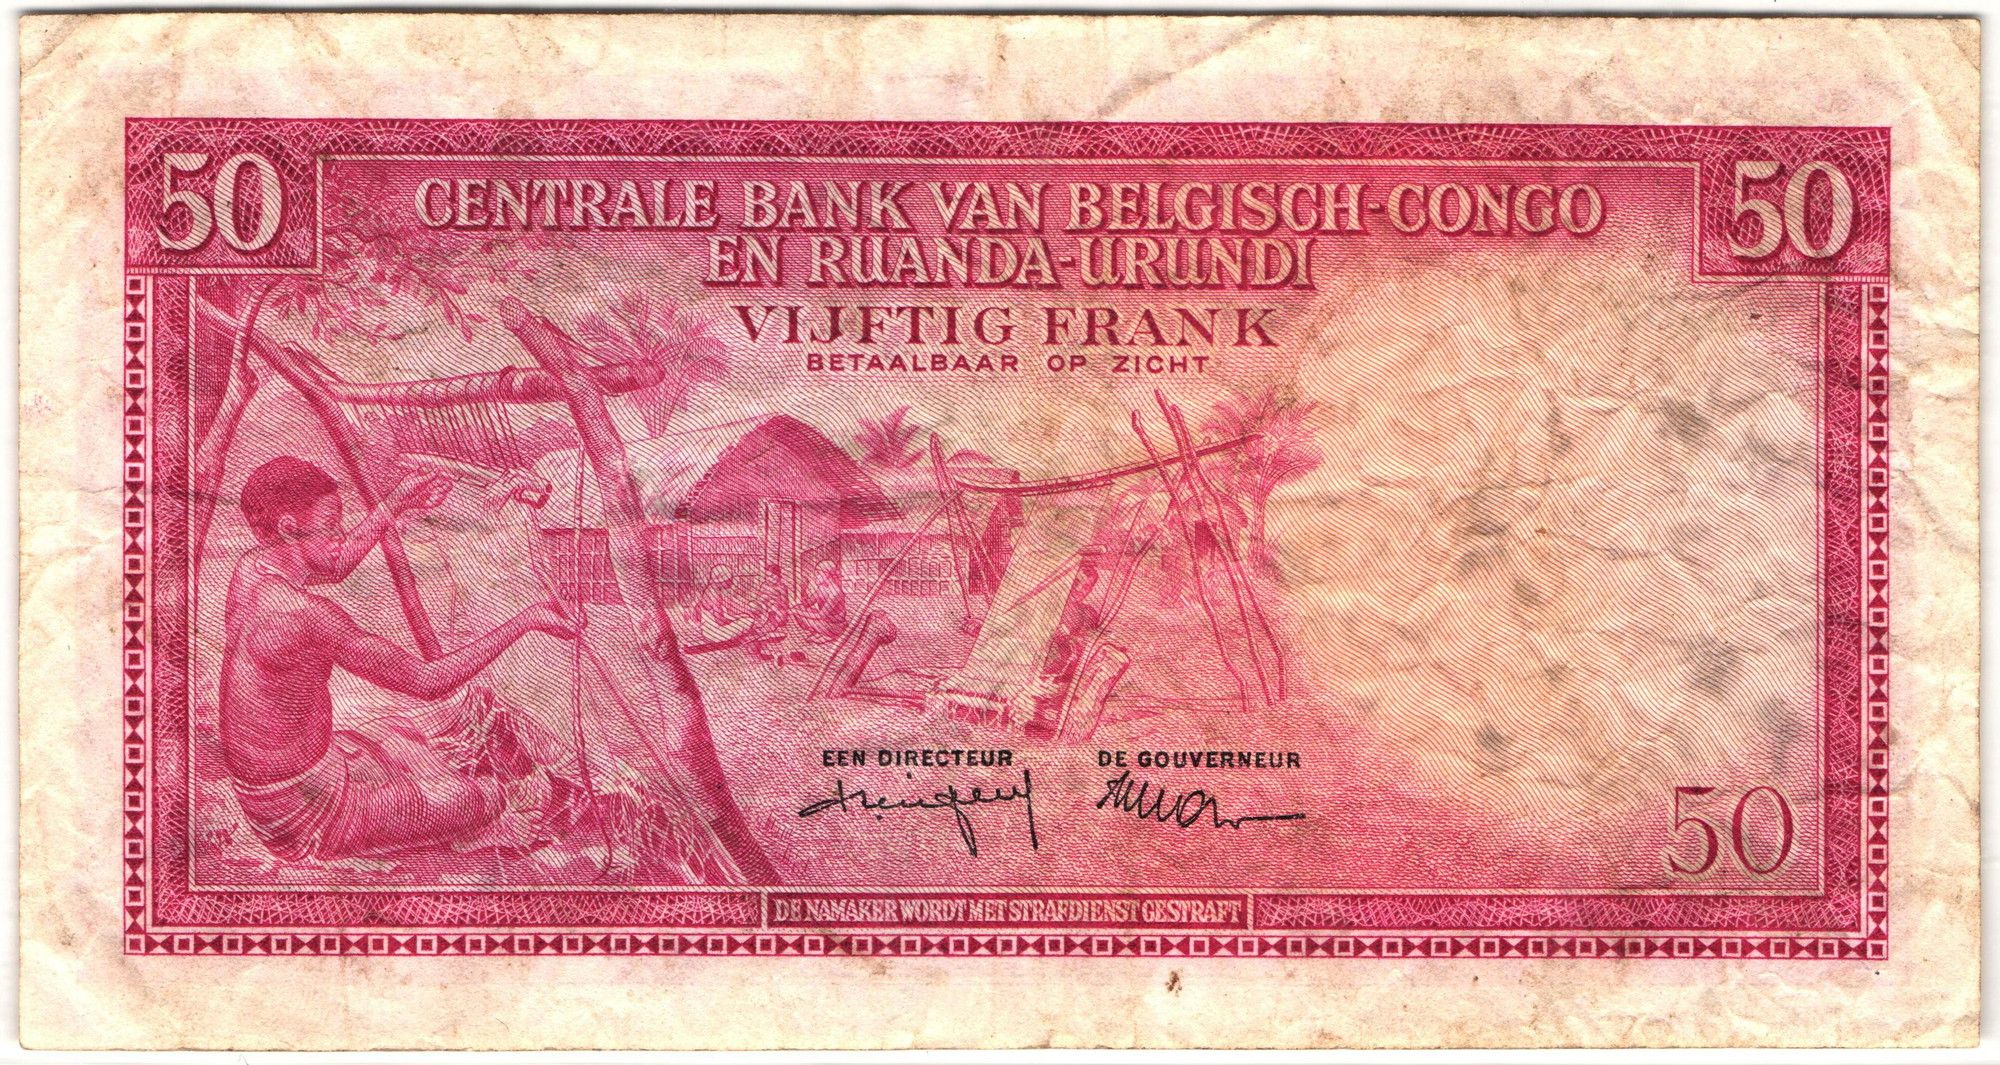 50
50
CENTRALE BANK VAN BELGISCH-CONGO
EN RUANDA-URUNDI
VIJFTIG FRANK
BETAALBAAR OP ZICHT
EEN DIRECTEUR
DE GOUVERNEUR
50
DE NAMAKER WORDT MET STRAFDIENST GESTRAFT